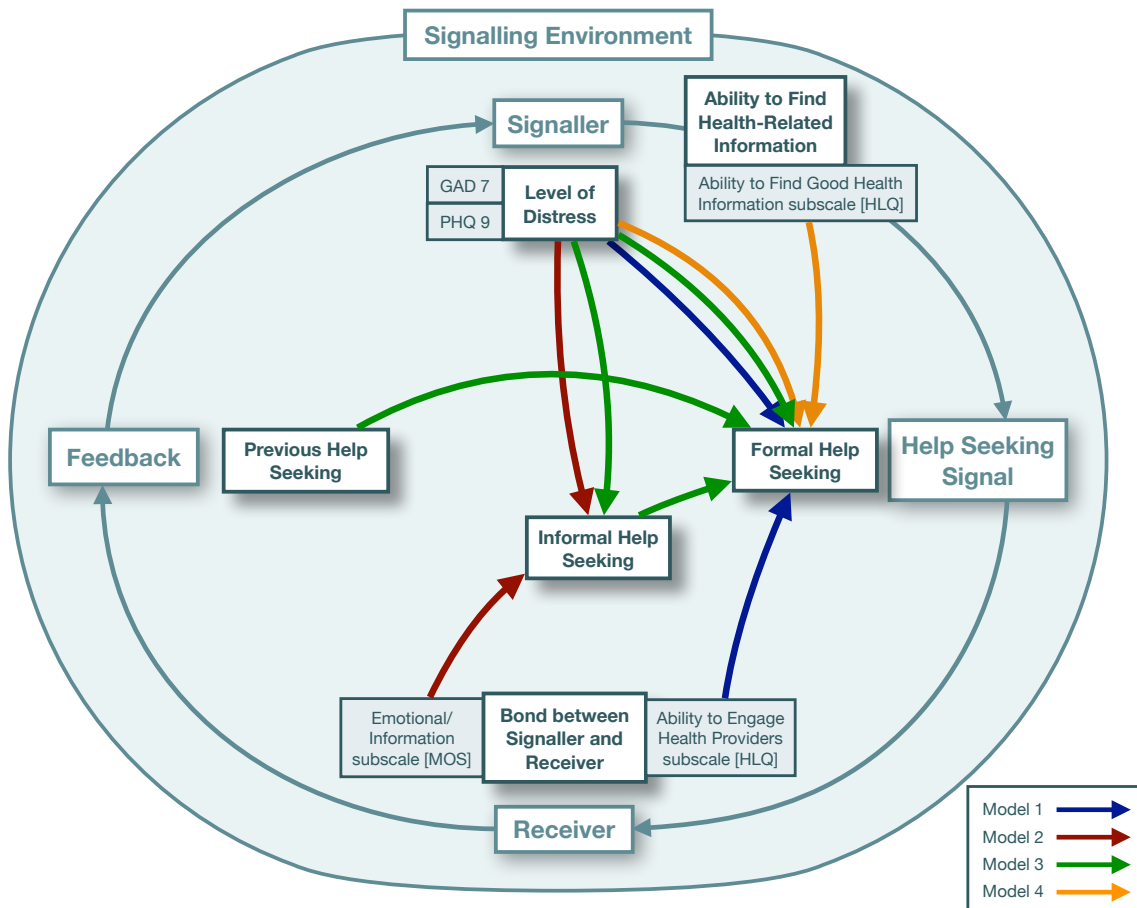 Signalling Environment
Signaller
Ability to Find
Health-Related
Information
Ability to Find Good Health
Information subscale [HLQ]
GAD 7
PHQ 9
Level of
Distress
Feedback
Previous Help
Seeking
Formal Help
Seeking
Help Seeking
Signal
Informal Help
Seeking
Emotional/
Information
subscale [MOS]
Bond between
Signaller and
Receiver
Ability to Engage
Health Providers
subscale [HLQ]
Receiver
Model 1
Model 2
Model 3
Model 4